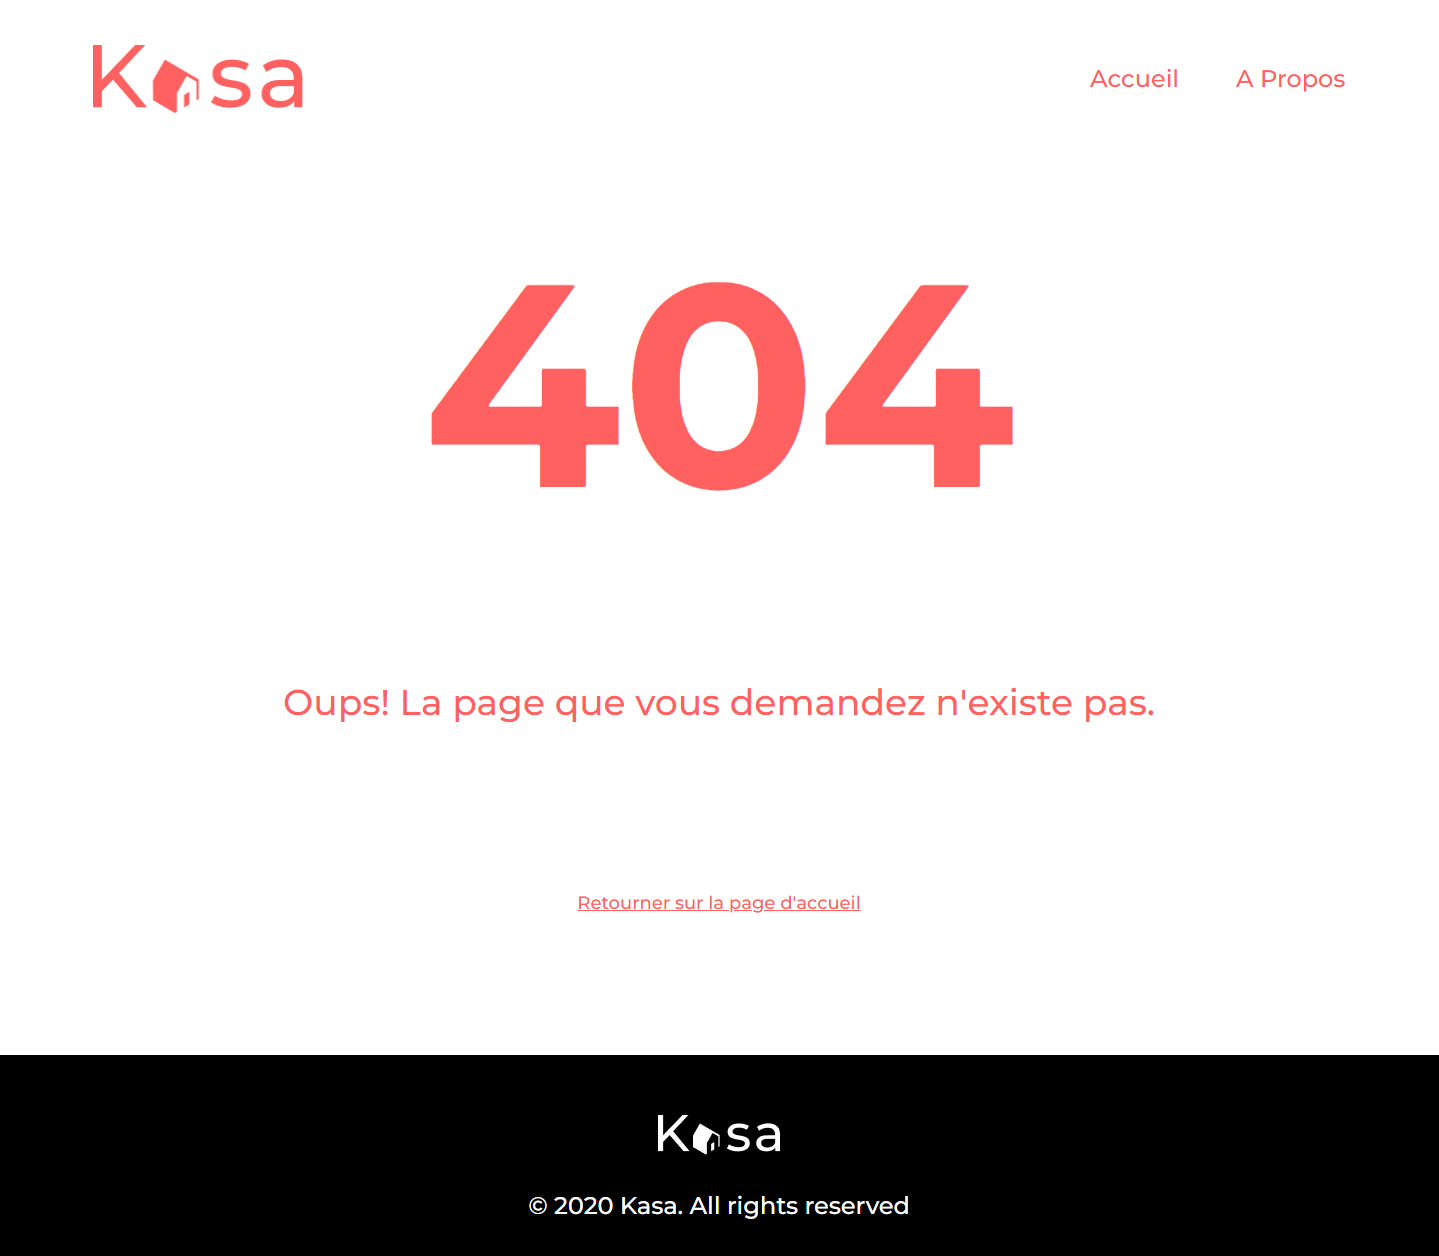 Kasa
Accueil A Propos
404
Oups! La page que vous demandez n'existe pas.
Retourner sur la page d'accueil
Kasa
© 2020 Kasa. All rights reserved